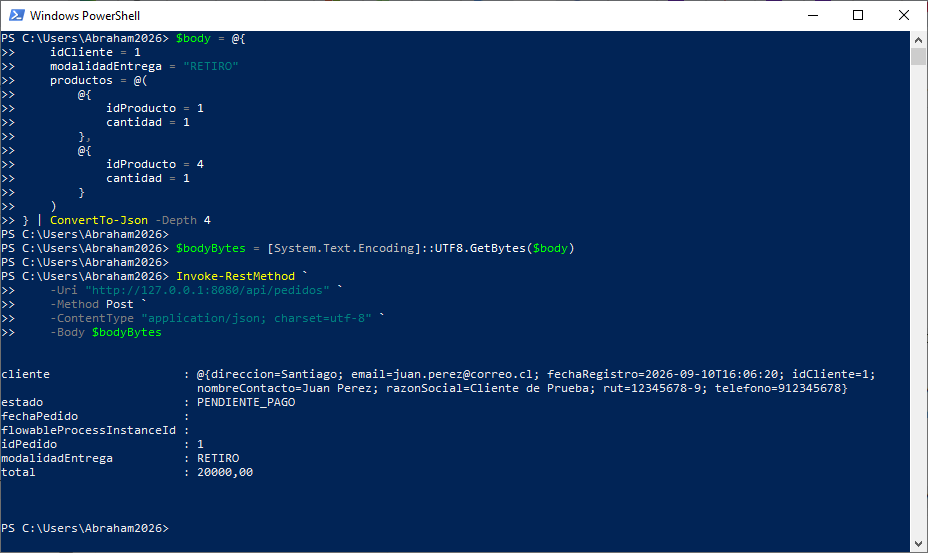 Windows PowerShell
PS C:\Users\Abraham2026> $body = @{
>>     idCliente = 1
>>     modalidadEntrega = "RETIRO"
>>     productos = @(
>>         @{
>>             idProducto = 1
>>             cantidad = 1
>>         },
>>         @{
>>             idProducto = 4
>>             cantidad = 1
>>         }
>>     )
>> } | ConvertTo-Json -Depth 4
PS C:\Users\Abraham2026>
PS C:\Users\Abraham2026> $bodyBytes = [System.Text.Encoding]::UTF8.GetBytes($body)
PS C:\Users\Abraham2026>
PS C:\Users\Abraham2026> Invoke-RestMethod `
>>     -Uri "http://127.0.0.1:8080/api/pedidos" `
>>     -Method Post `
>>     -ContentType "application/json; charset=utf-8" `
>>     -Body $bodyBytes
cliente                   : @{direccion=Santiago; email=juan.perez@correo.cl; fechaRegistro=2026-09-10T16:06:20; idCliente=1;
                            nombreContacto=Juan Perez; razonSocial=Cliente de Prueba; rut=12345678-9; telefono=912345678}
estado                    : PENDIENTE_PAGO
fechaPedido               :
flowableProcessInstanceId :
idPedido                  : 1
modalidadEntrega          : RETIRO
total                     : 20000,00
PS C:\Users\Abraham2026>